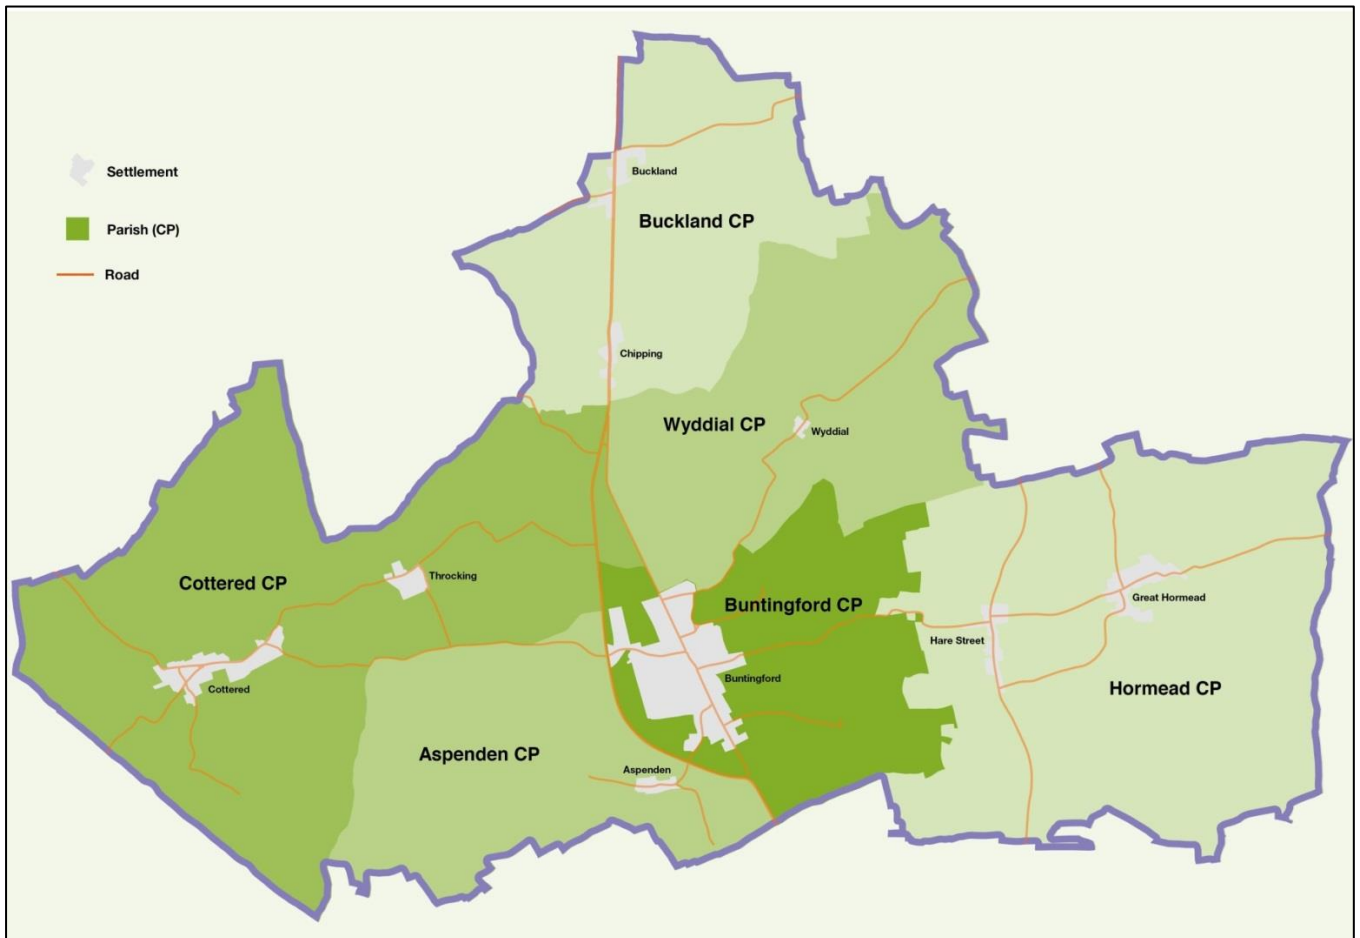 Settlement
Parish (CP)
Road
Buckland
Buckland CP
Chipping
Wyddial CP
Wyddial
Cottered CP
Throcking
Buntingford CP
Great Hormead
Hare Street
Cottered
Buntingford
Hormead CP
Aspenden CP
Aspenden